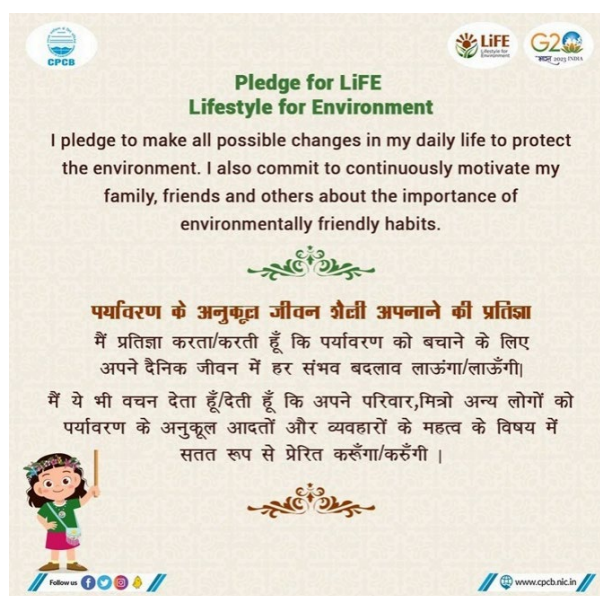 CPCB
LiFE
Lifestyle for
Environment
G20
भारत 2023 INDIA
Pledge for LiFE
Lifestyle for Environment
I pledge to make all possible changes in my daily life to protect
the environment. I also commit to continuously motivate my
family, friends and others about the importance of
environmentally friendly habits.
पर्यावरण के अनुकूल जीवन शैली अपनाने की प्रतिज्ञा
मैं प्रतिज्ञा करता/करती हूँ कि पर्यावरण को बचाने के लिए
अपने दैनिक जीवन में हर संभव बदलाव लाऊंगा/लाऊँगी|
मैं ये भी वचन देता हूँ/देती हूँ कि अपने परिवार,मित्रो अन्य लोगों को
पर्यावरण के अनुकूल आदतों और व्यवहारों के महत्व के विषय में
सतत रूप से प्रेरित करूँगा/करुँगी ।
Follow us
www.cpcb.nic.in